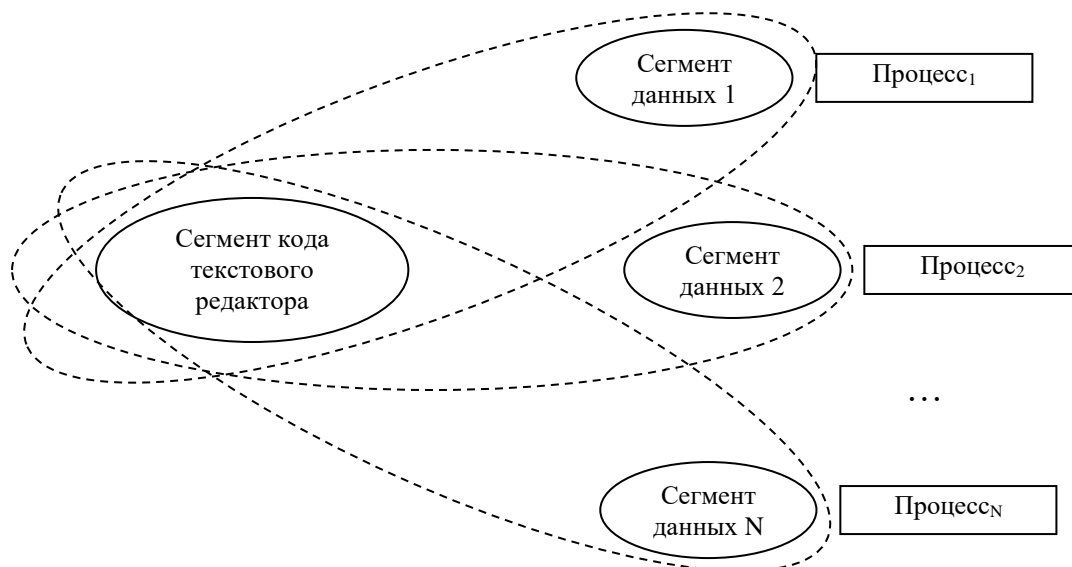 Сегмент
данных 1
Процесс₁
Сегмент кода
текстового
редактора
Сегмент
данных 2
Процесс₂
…
Сегмент
данных N
Процессₙ